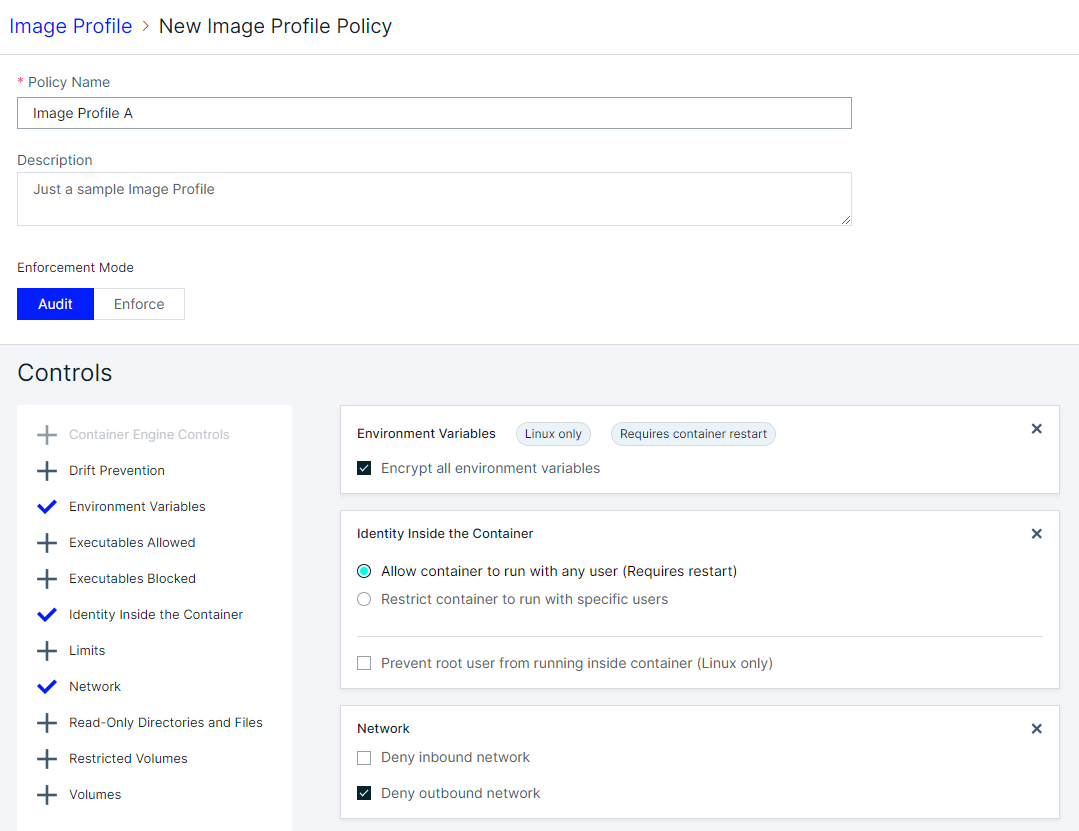 Image Profile > New Image Profile Policy
* Policy Name
Image Profile A
Description
Just a sample Image Profile
Enforcement Mode
Audit Enforce
Controls
Container Engine Controls
Drift Prevention
Environment Variables
Executables Allowed
Executables Blocked
Identity Inside the Container
Limits
Network
Read-Only Directories and Files
Restricted Volumes
Volumes
Environment Variables Linux only Requires container restart
Encrypt all environment variables
Identity Inside the Container
Allow container to run with any user (Requires restart)
Restrict container to run with specific users
Prevent root user from running inside container (Linux only)
Network
Deny inbound network
Deny outbound network